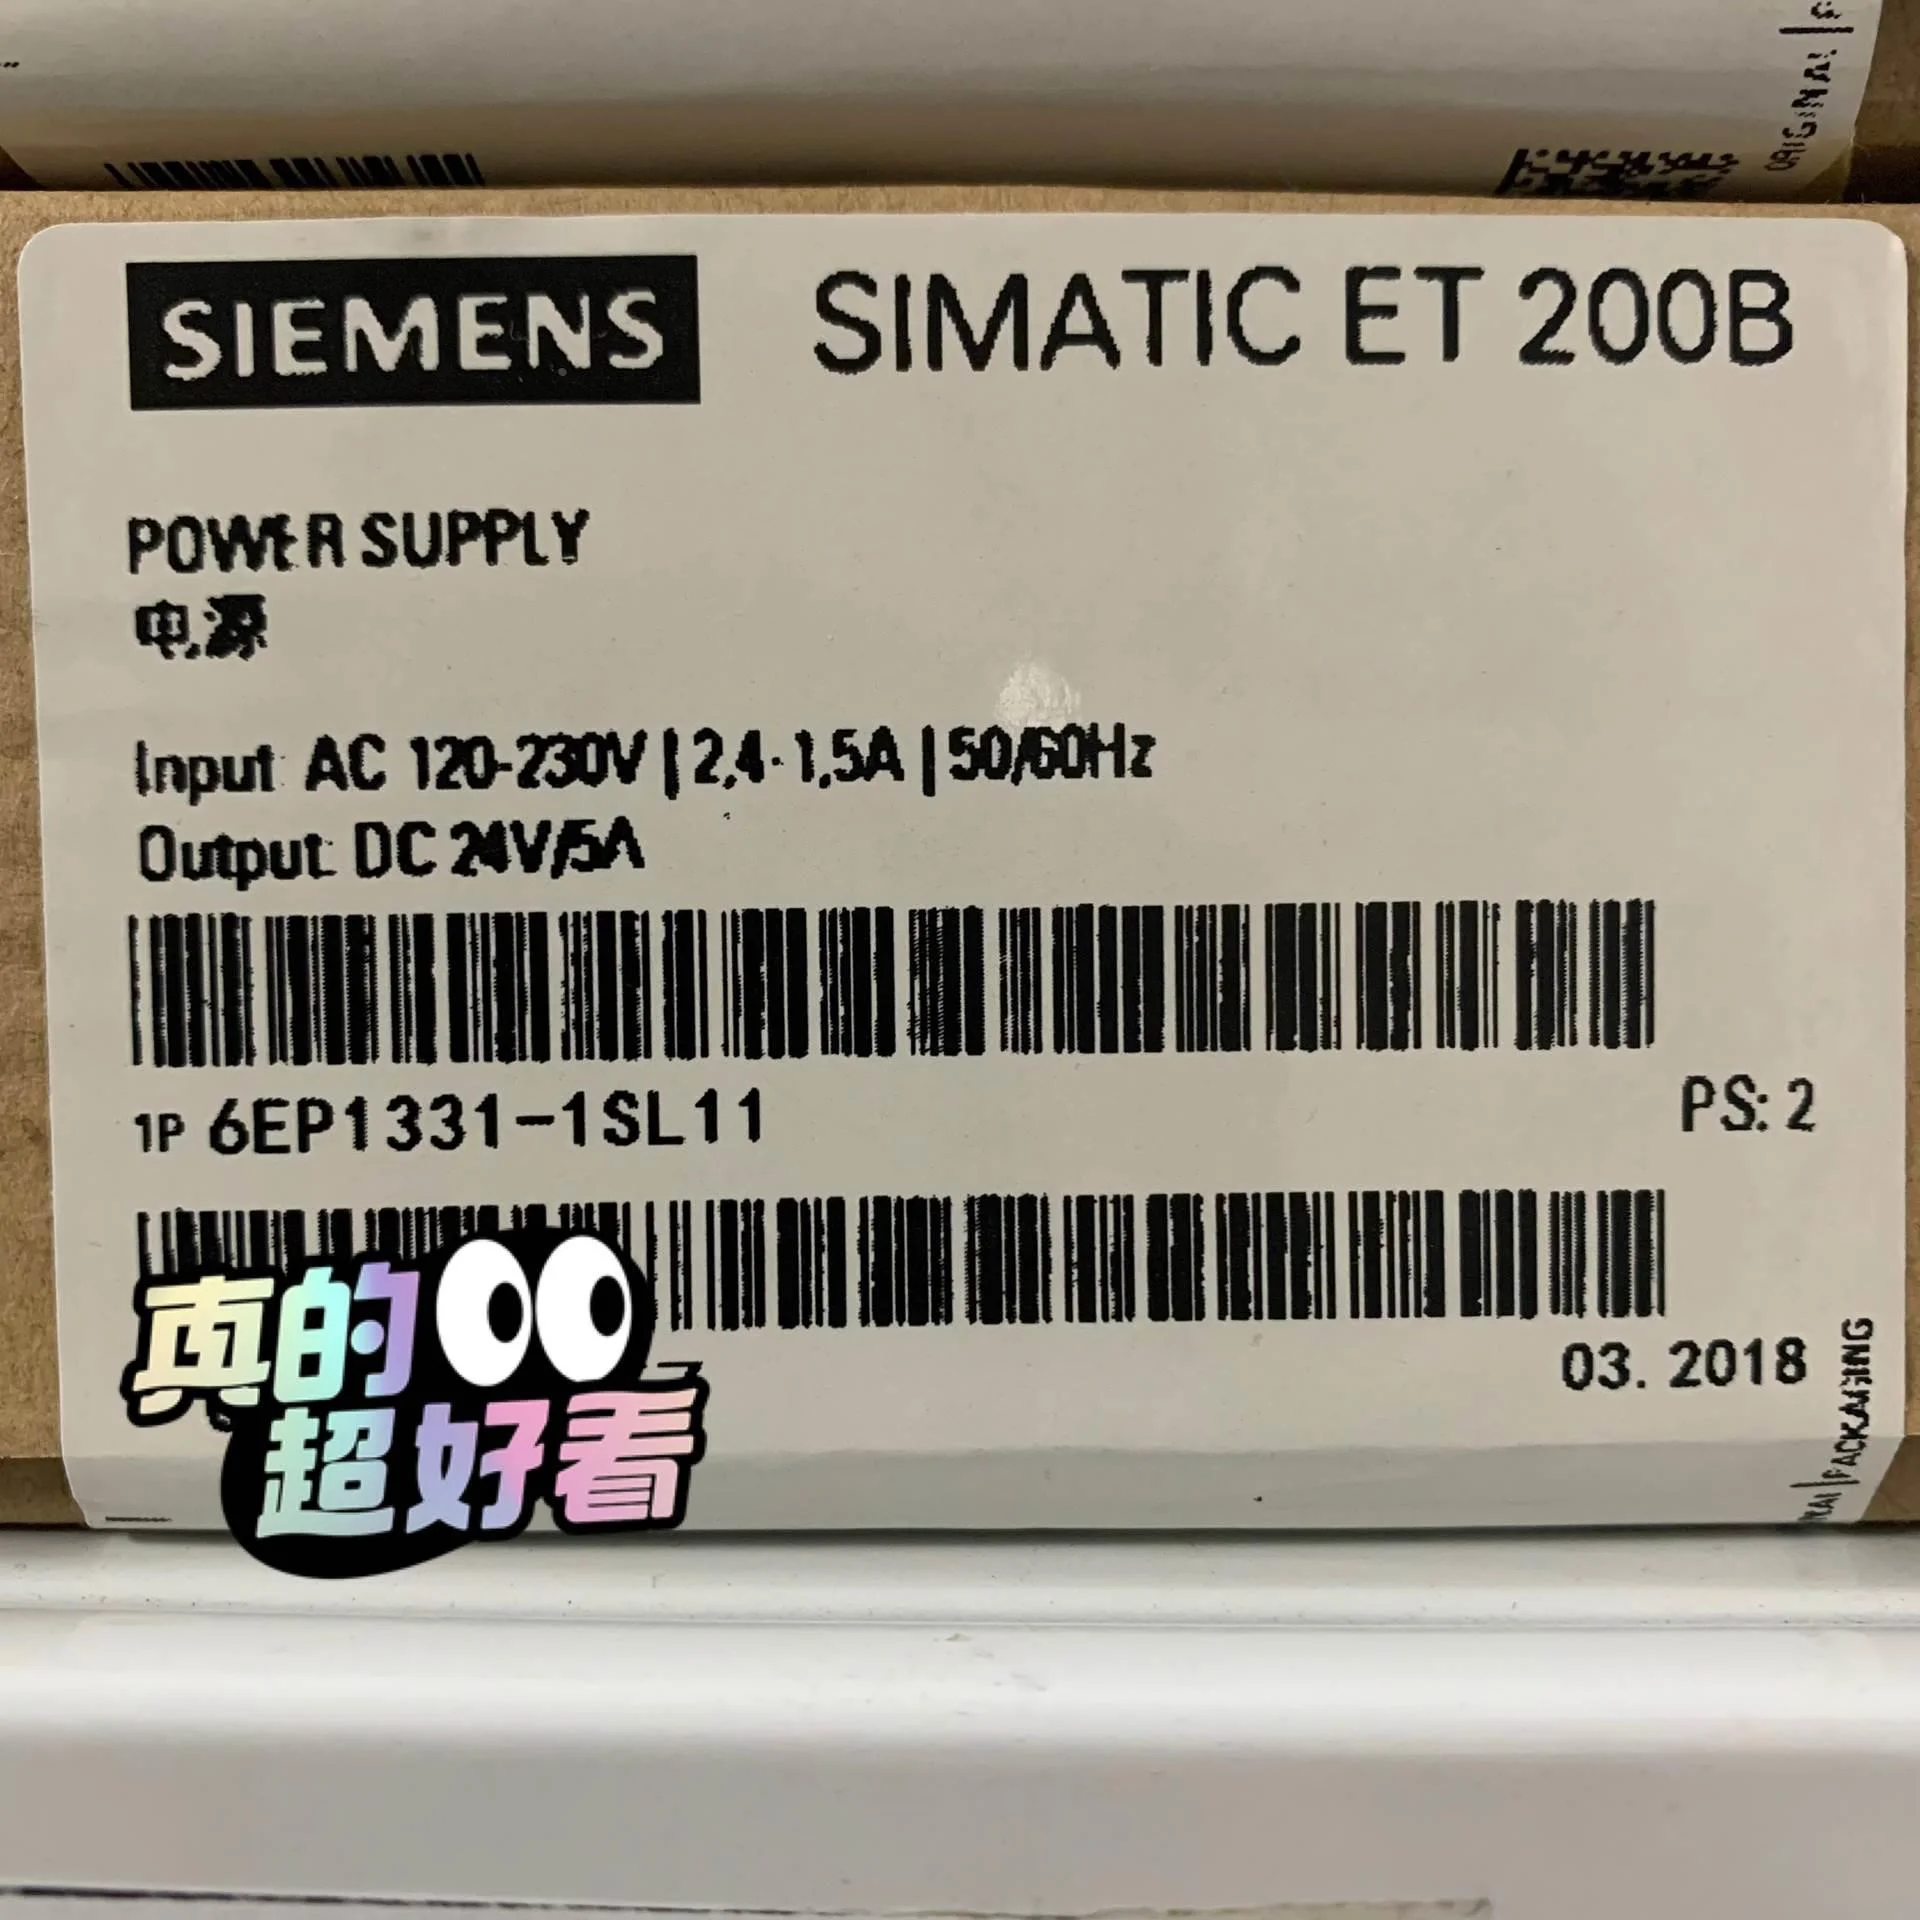 ORIGINAL
SIEMENS
SIMATIC ET 200B
POWER SUPPLY
电源
Input: AC 120-230V | 2,4-1,5A | 50/60Hz
Output: DC 24V/5A
1P 6EP1331-1SL11
PS: 2
真的
超好看
03. 2018
PACKAGING